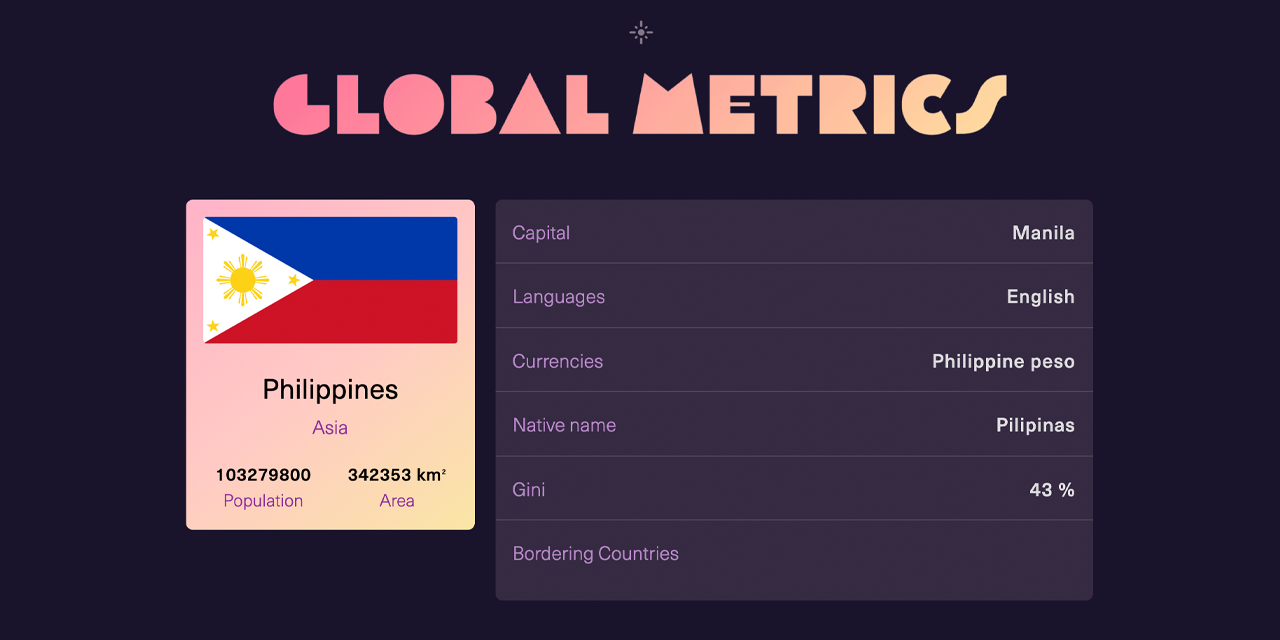 GLOBAL METRICS
Philippines
Asia
103279800 342353 km²
Population Area
Capital Manila
Languages English
Currencies Philippine peso
Native name Pilipinas
Gini 43 %
Bordering Countries